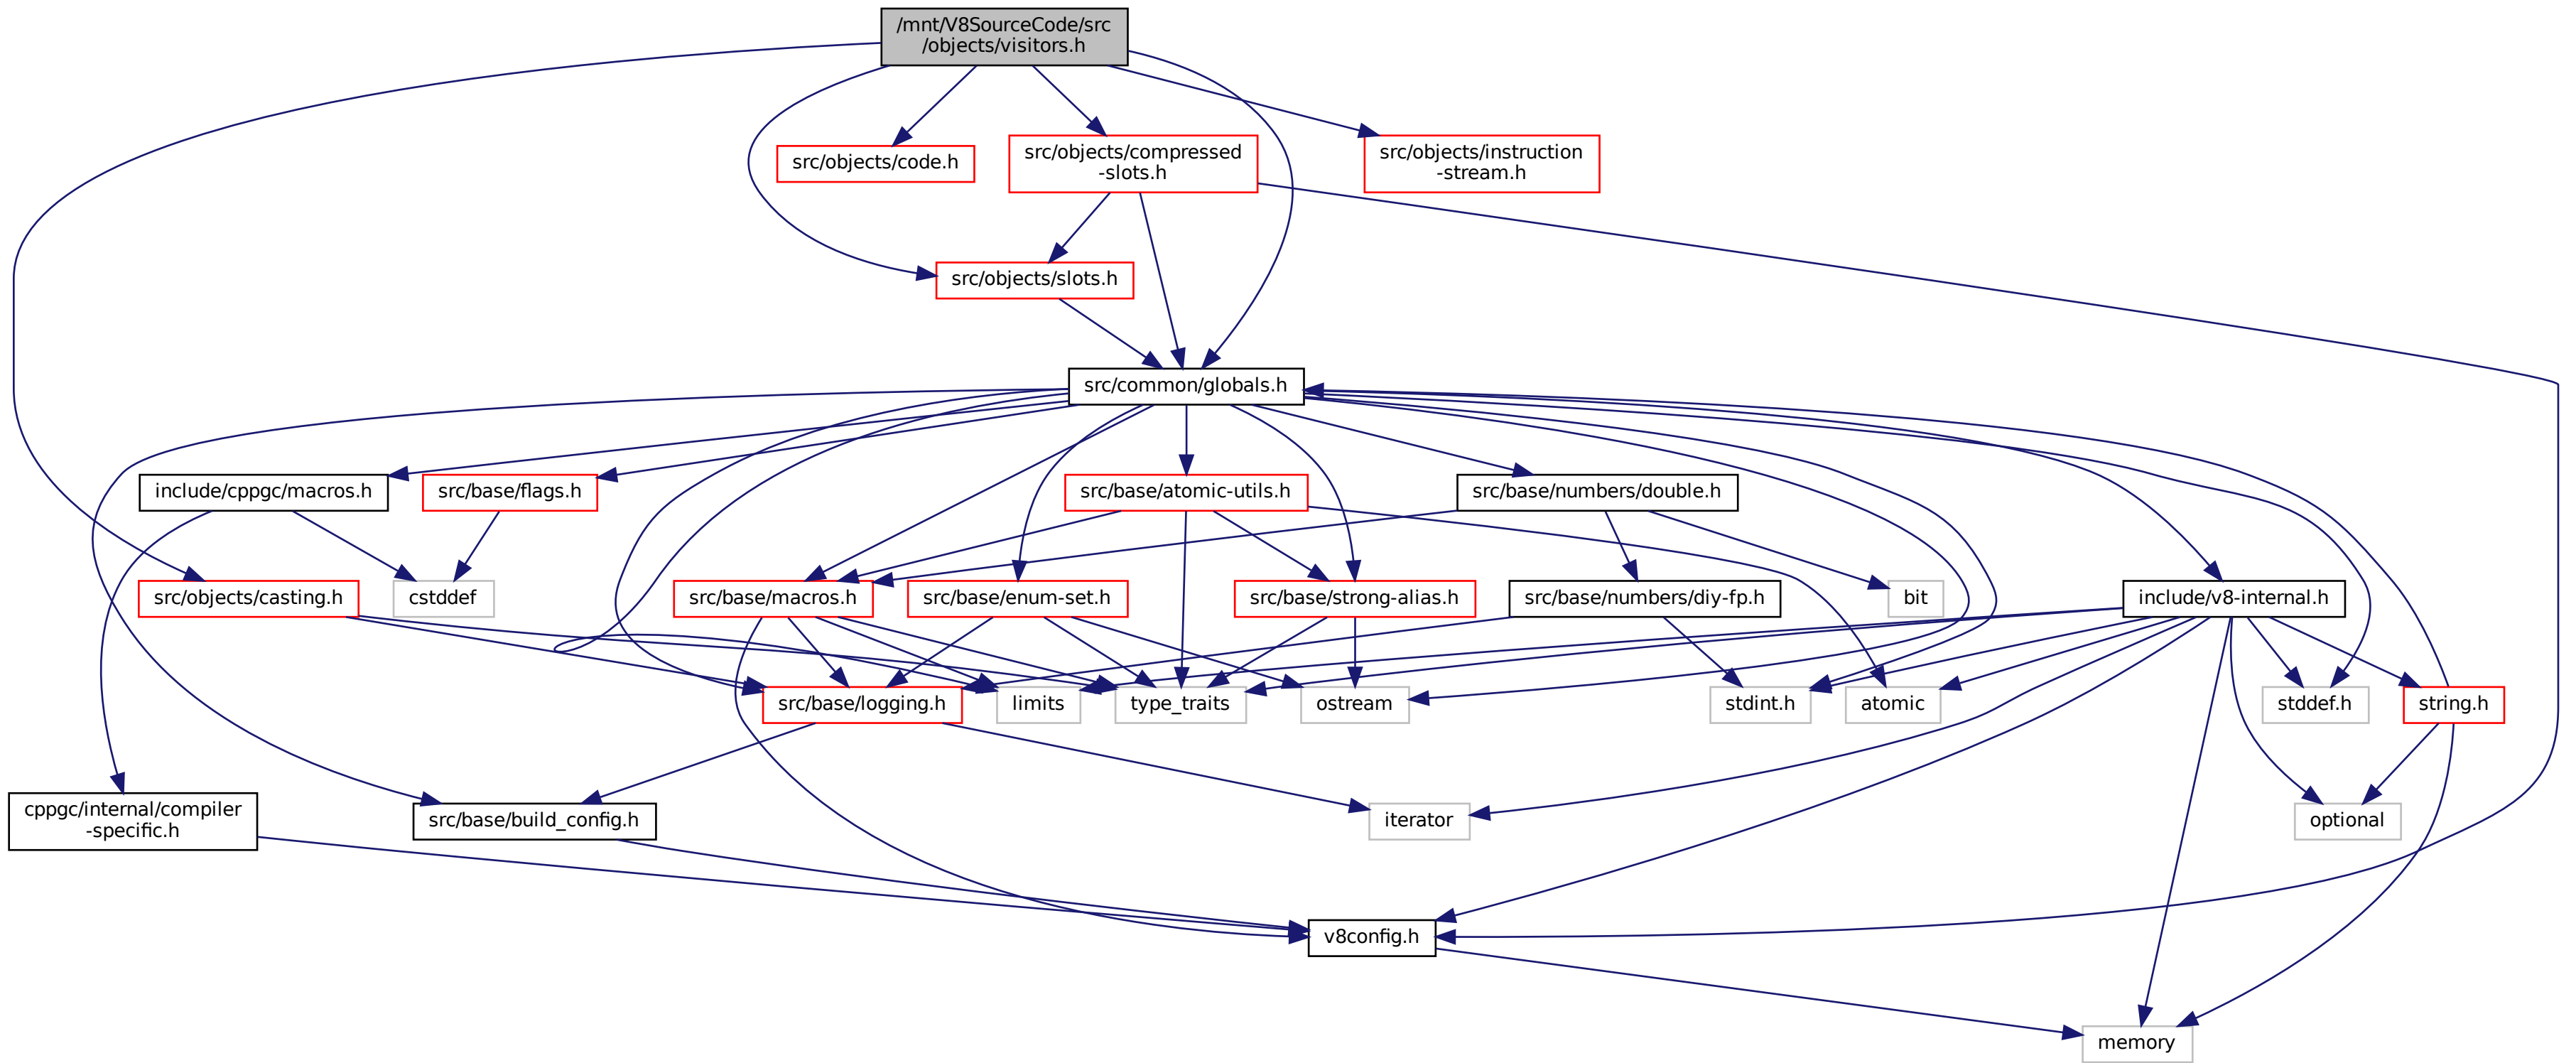 /mnt/V8SourceCode/src
/objects/visitors.h
src/objects/code.h
src/objects/compressed
-slots.h
src/objects/instruction
-stream.h
src/objects/slots.h
src/common/globals.h
include/cppgc/macros.h
src/base/flags.h
src/base/atomic-utils.h
src/base/numbers/double.h
src/objects/casting.h
cstddef
src/base/macros.h
src/base/enum-set.h
src/base/strong-alias.h
src/base/numbers/diy-fp.h
bit
include/v8-internal.h
src/base/logging.h
limits
type_traits
ostream
stdint.h
atomic
stddef.h
string.h
cppgc/internal/compiler
-specific.h
src/base/build_config.h
iterator
optional
v8config.h
memory